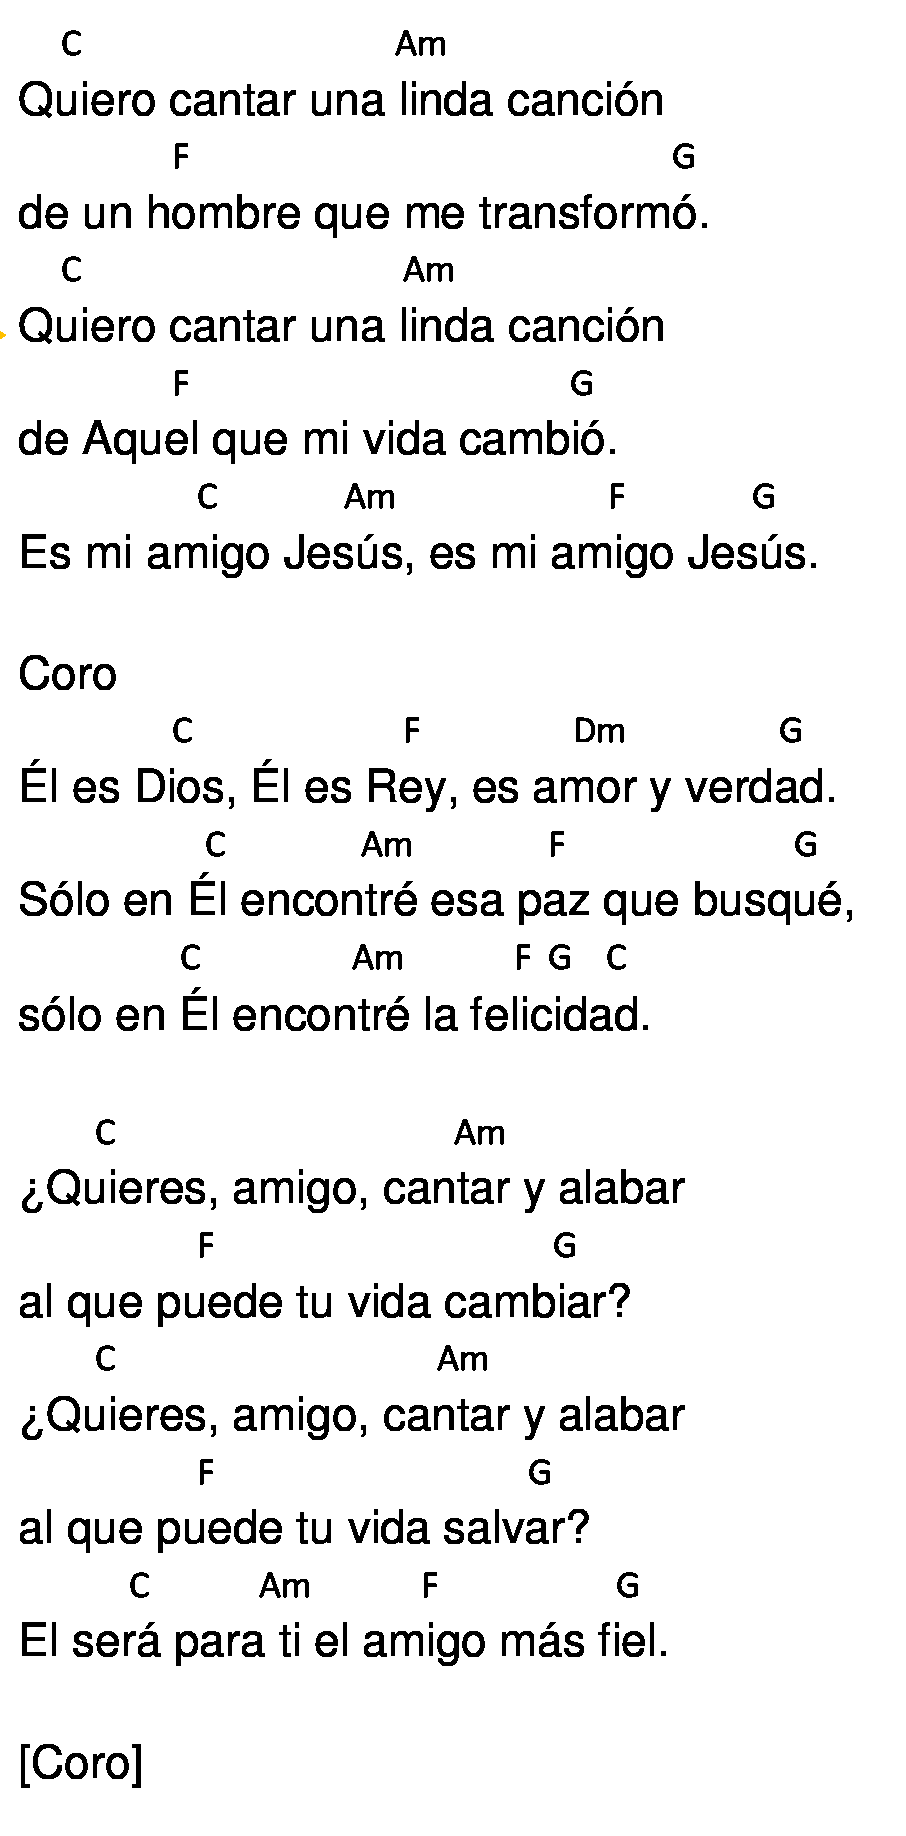 C Am
Quiero cantar una linda canción
F G
de un hombre que me transformó.
C Am
Quiero cantar una linda canción
F G
de Aquel que mi vida cambió.
C Am F G
Es mi amigo Jesús, es mi amigo Jesús.
Coro
C F Dm G
Él es Dios, Él es Rey, es amor y verdad.
C Am F G
Sólo en Él encontré esa paz que busqué,
C Am F G C
sólo en Él encontré la felicidad.
C Am
¿Quieres, amigo, cantar y alabar
F G
al que puede tu vida cambiar?
C Am
¿Quieres, amigo, cantar y alabar
F G
al que puede tu vida salvar?
C Am F G
El será para ti el amigo más fiel.
[Coro]